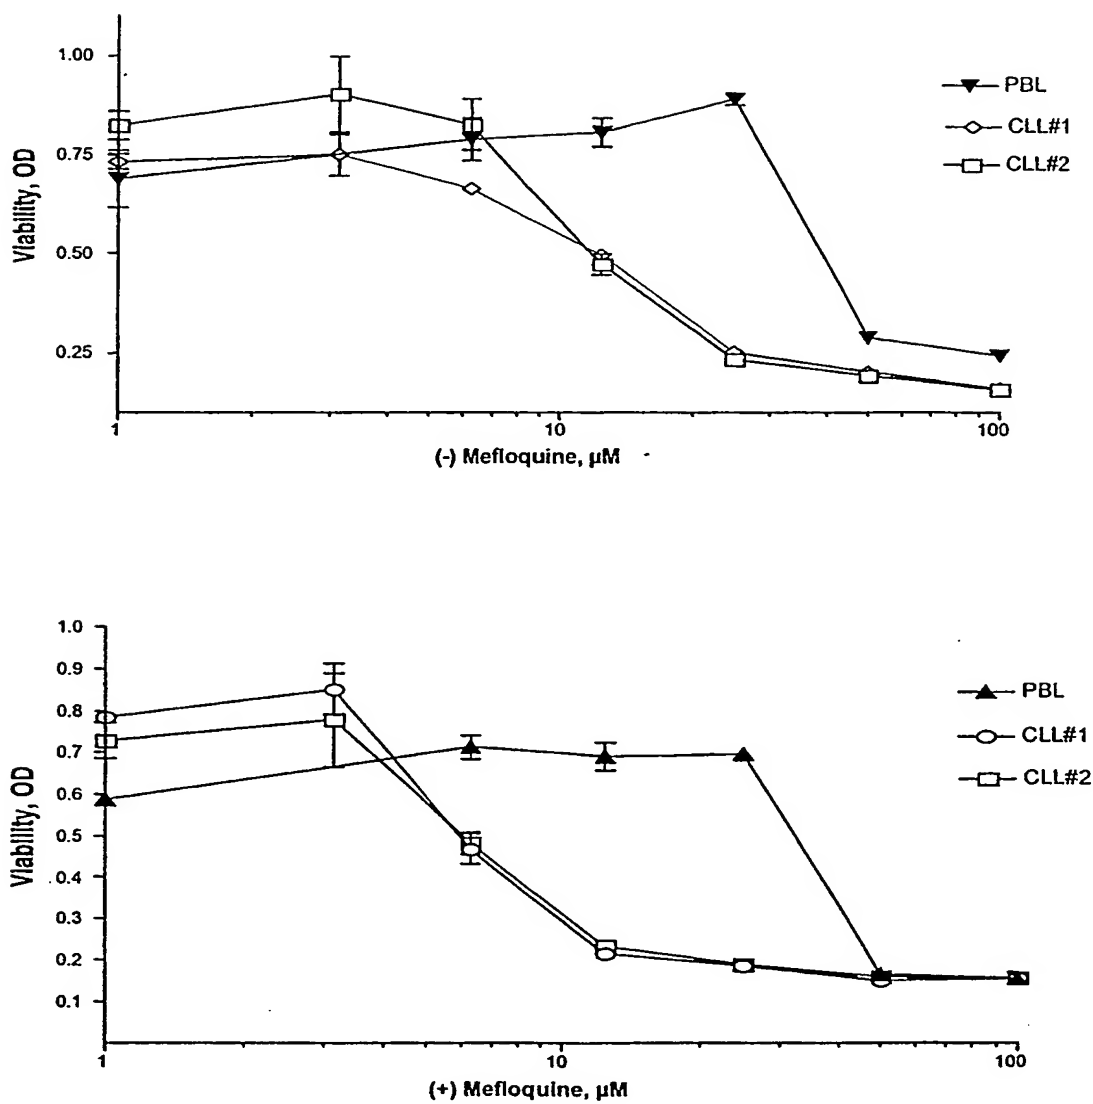 1.00
0.75
0.50
0.25
Viability, OD
PBL
CLL#1
CLL#2
1
10
100
(-) Mefloquine, µM
1.0
0.9
0.8
0.7
0.6
0.5
0.4
0.3
0.2
0.1
Viability, OD
PBL
CLL#1
CLL#2
1
10
100
(+) Mefloquine, µM